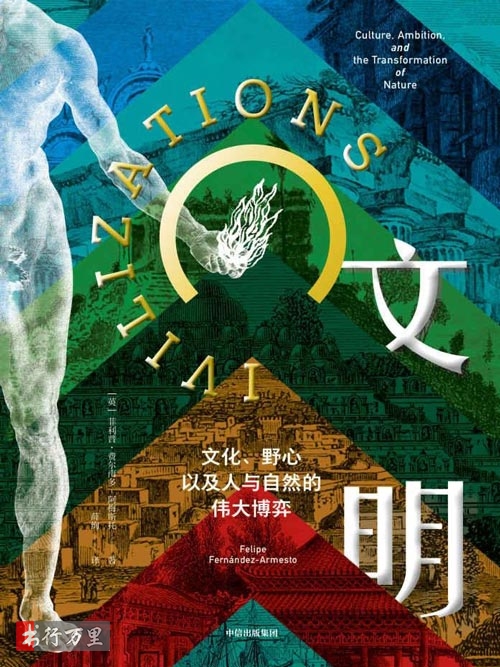 Culture, Ambition,
and
the Transformation
of
Nature
CIVILIZATIONS
文明
文化、野心
以及人与自然的
伟大博弈
Felipe
Fernández-Armesto
中信出版集团
书行万里